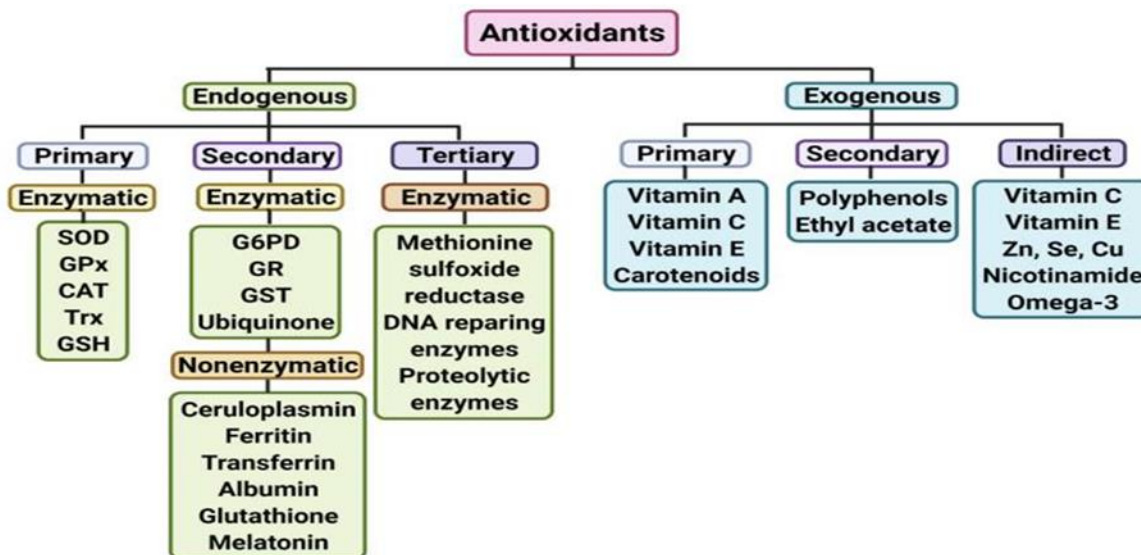 Antioxidants
Endogenous
Exogenous
Primary
Secondary
Tertiary
Primary
Secondary
Indirect
Enzymatic
Enzymatic
Enzymatic
SOD
GPx
CAT
Trx
GSH
G6PD
GR
GST
Ubiquinone
Nonenzymatic
Ceruloplasmin
Ferritin
Transferrin
Albumin
Glutathione
Melatonin
Methionine
sulfoxide
reductase
DNA reparing
enzymes
Proteolytic
enzymes
Vitamin A
Vitamin C
Vitamin E
Carotenoids
Polyphenols
Ethyl acetate
Vitamin C
Vitamin E
Zn, Se, Cu
Nicotinamide
Omega-3